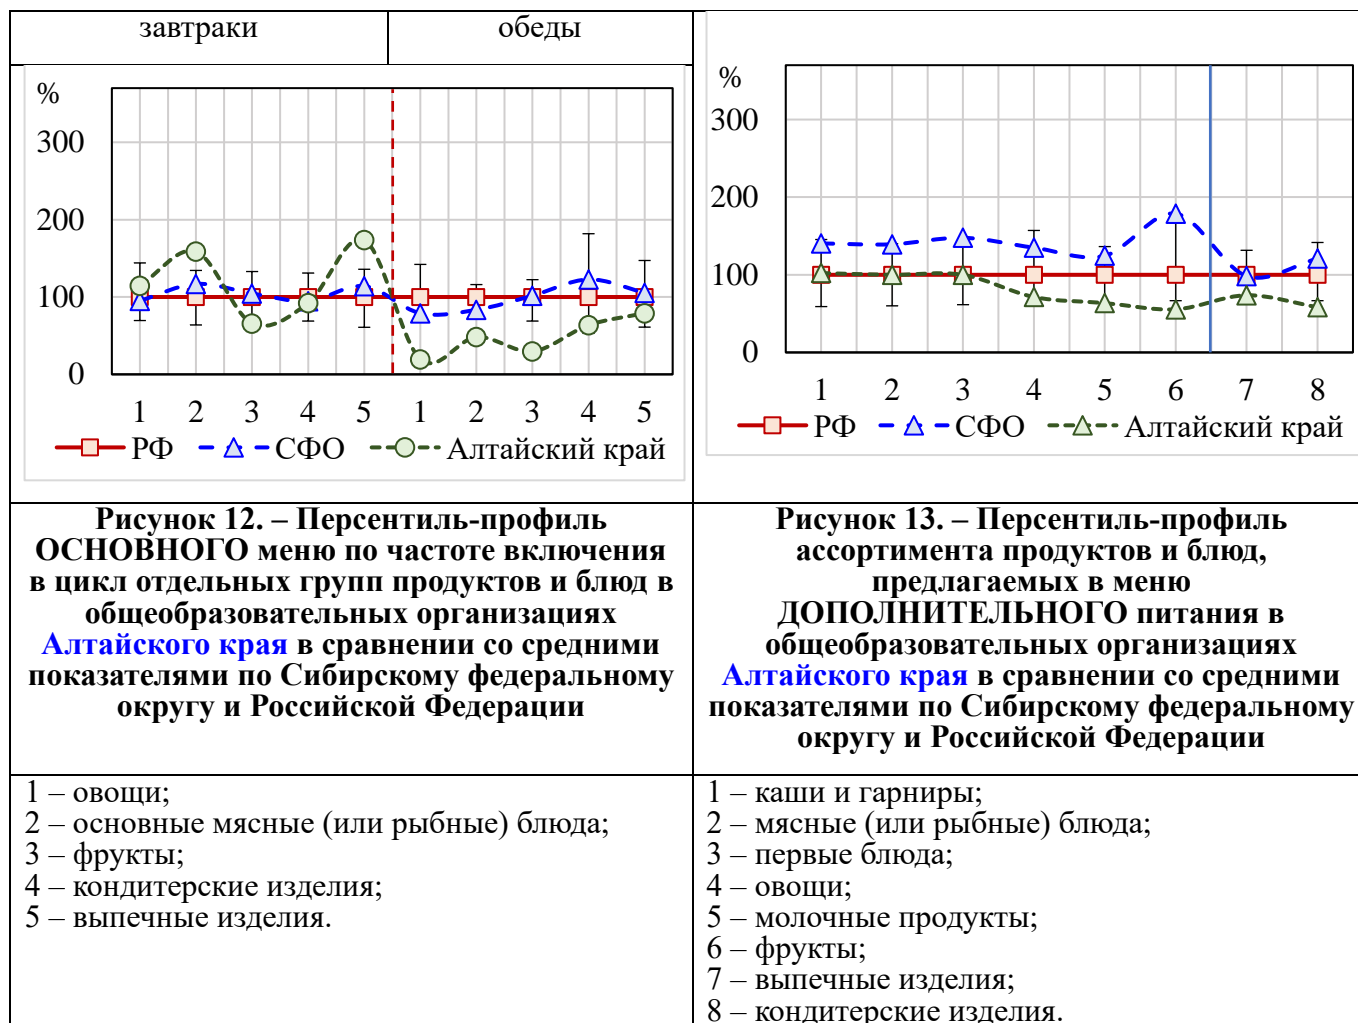 завтраки
обеды
%
300
200
100
0
1 2 3 4 5 1 2 3 4 5
РФ СФО Алтайский край
%
300
200
100
0
1 2 3 4 5 6 7 8
РФ СФО Алтайский край
Рисунок 12. – Персентиль-профиль
ОСНОВНОГО меню по частоте включения
в цикл отдельных групп продуктов и блюд в
общеобразовательных организациях
Алтайского края в сравнении со средними
показателями по Сибирскому федеральному
округу и Российской Федерации
Рисунок 13. – Персентиль-профиль
ассортимента продуктов и блюд,
предлагаемых в меню
ДОПОЛНИТЕЛЬНОГО питания в
общеобразовательных организациях
Алтайского края в сравнении со средними
показателями по Сибирскому федеральному
округу и Российской Федерации
1 – овощи;
2 – основные мясные (или рыбные) блюда;
3 – фрукты;
4 – кондитерские изделия;
5 – выпечные изделия.
1 – каши и гарниры;
2 – мясные (или рыбные) блюда;
3 – первые блюда;
4 – овощи;
5 – молочные продукты;
6 – фрукты;
7 – выпечные изделия;
8 – кондитерские изделия.